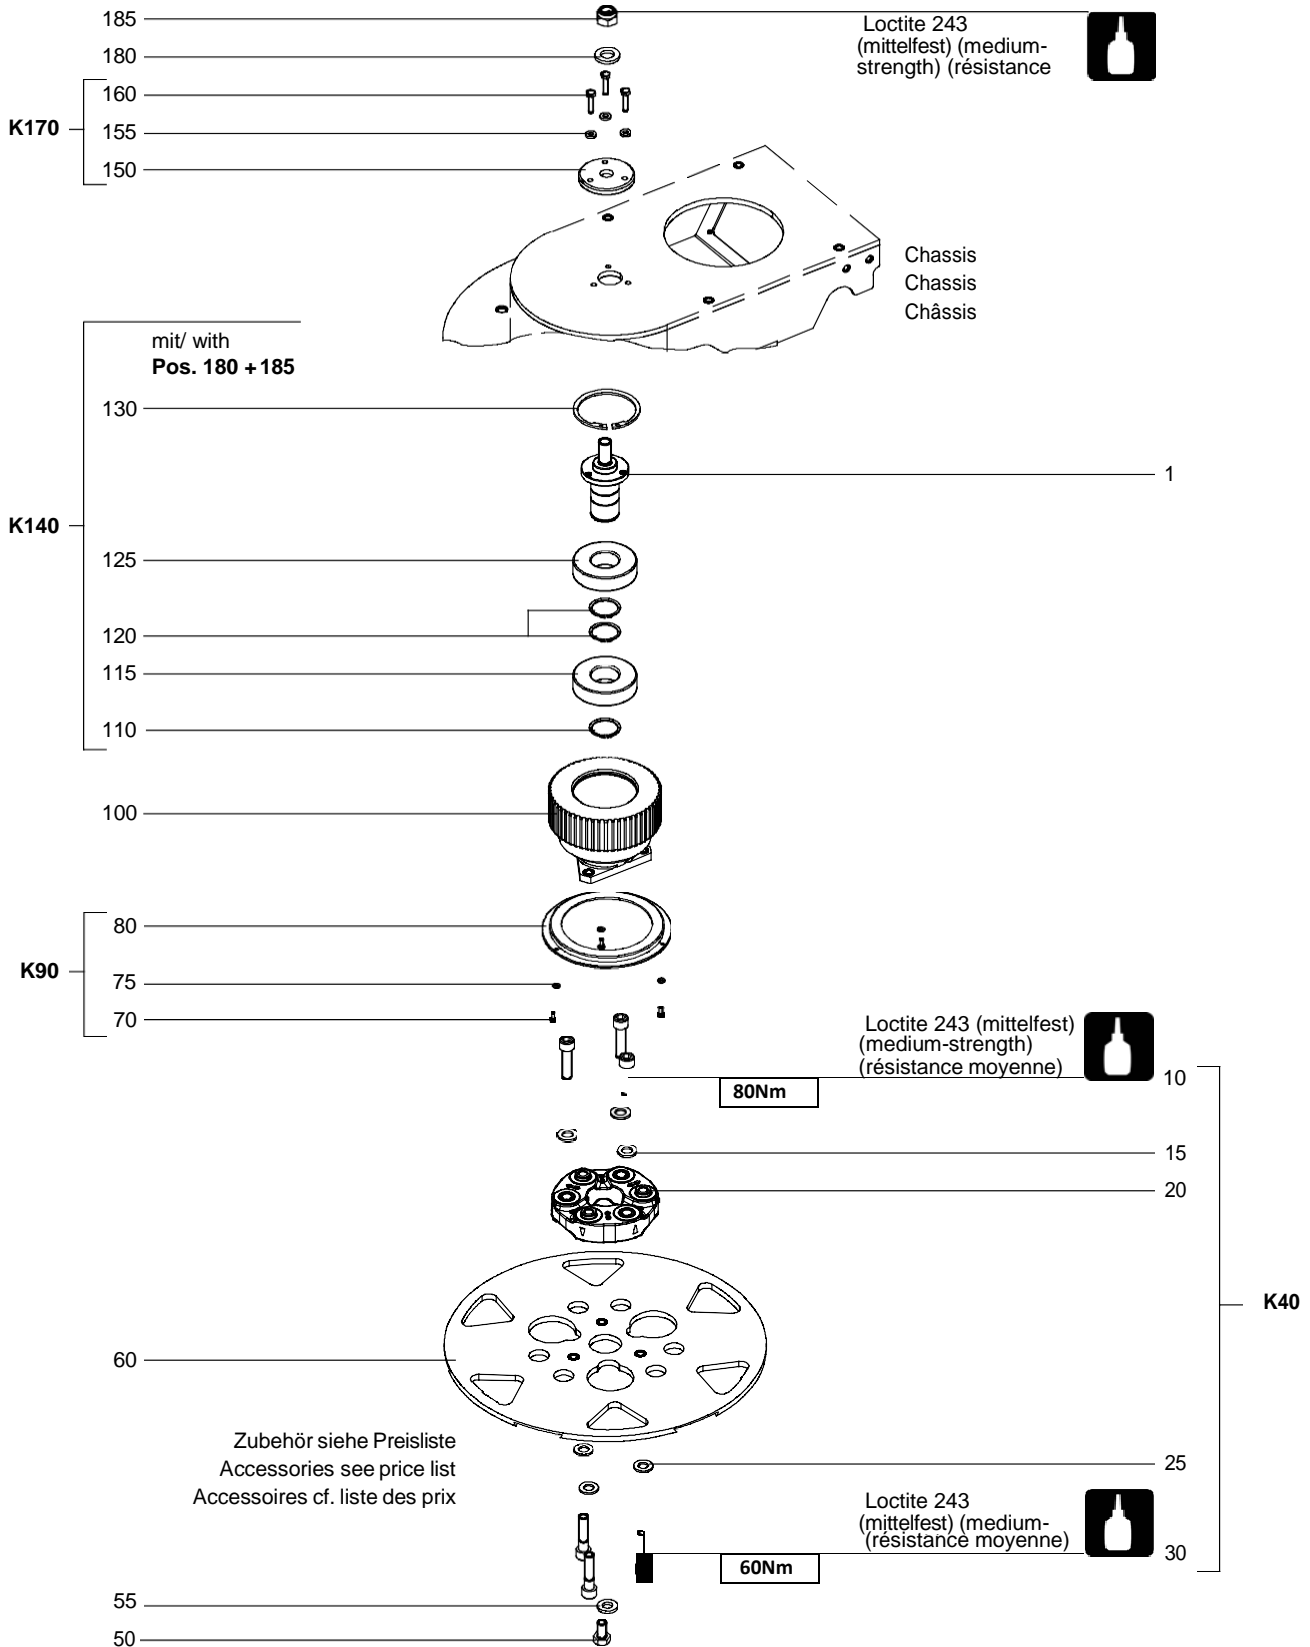 185
Loctite 243
(mittelfest) (medium-
strength) (résistance
180
160
K170
155
150
Chassis
Chassis
Châssis
mit/ with
Pos. 180 + 185
130
1
K140
125
120
115
110
100
80
K90
75
70
Loctite 243 (mittelfest)
(medium-strength)
(résistance moyenne)
10
80Nm
15
20
K40
60
Zubehör siehe Preisliste
Accessories see price list
Accessoires cf. liste des prix
25
Loctite 243
(mittelfest) (medium-
(résistance moyenne)
30
60Nm
55
50